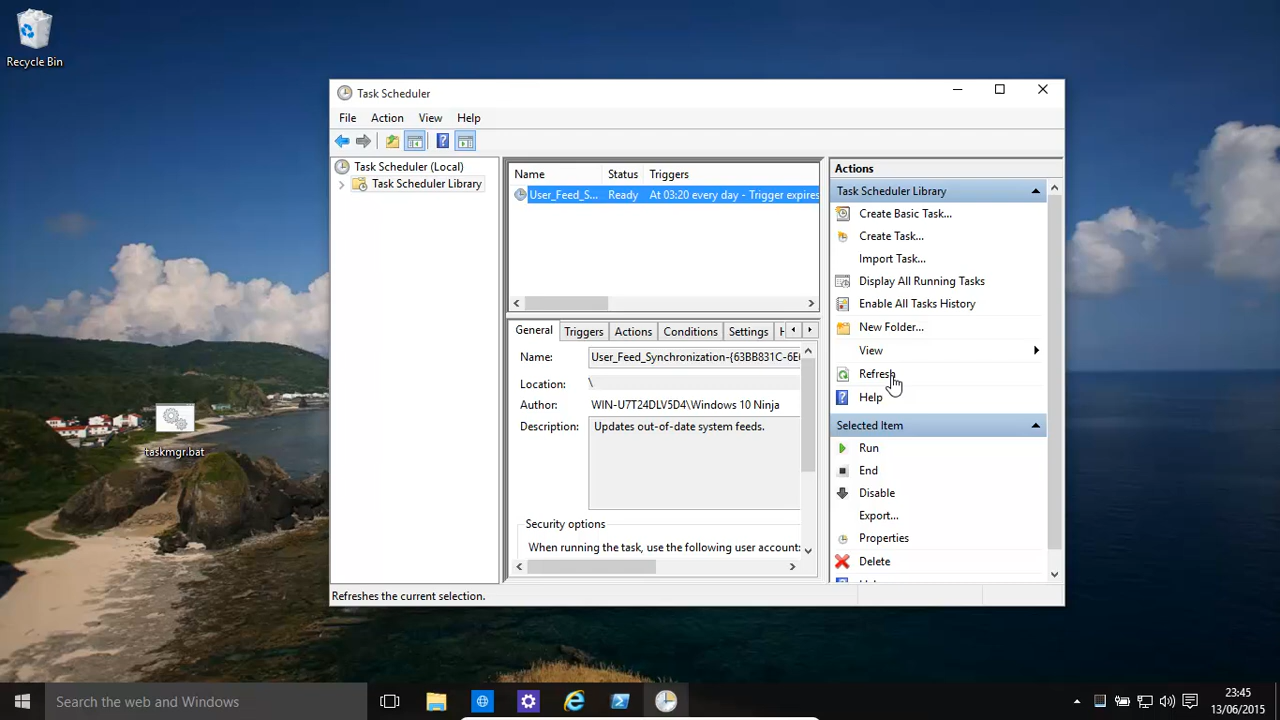 Recycle Bin
taskmgr.bat
Task Scheduler
File Action View Help
Task Scheduler (Local)
Task Scheduler Library
Name Status Triggers
User_Feed_S... Ready At 03:20 every day - Trigger expires
General Triggers Actions Conditions Settings
Name: User_Feed_Synchronization-{63BB831C-6E
Location: \
Author: WIN-U7T24DLV5D4\Windows 10 Ninja
Description: Updates out-of-date system feeds.
Security options
When running the task, use the following user account:
Actions
Task Scheduler Library
Create Basic Task...
Create Task...
Import Task...
Display All Running Tasks
Enable All Tasks History
New Folder...
View
Refresh
Help
Selected Item
Run
End
Disable
Export...
Properties
Delete
Refreshes the current selection.
Search the web and Windows
23:45
13/06/2015